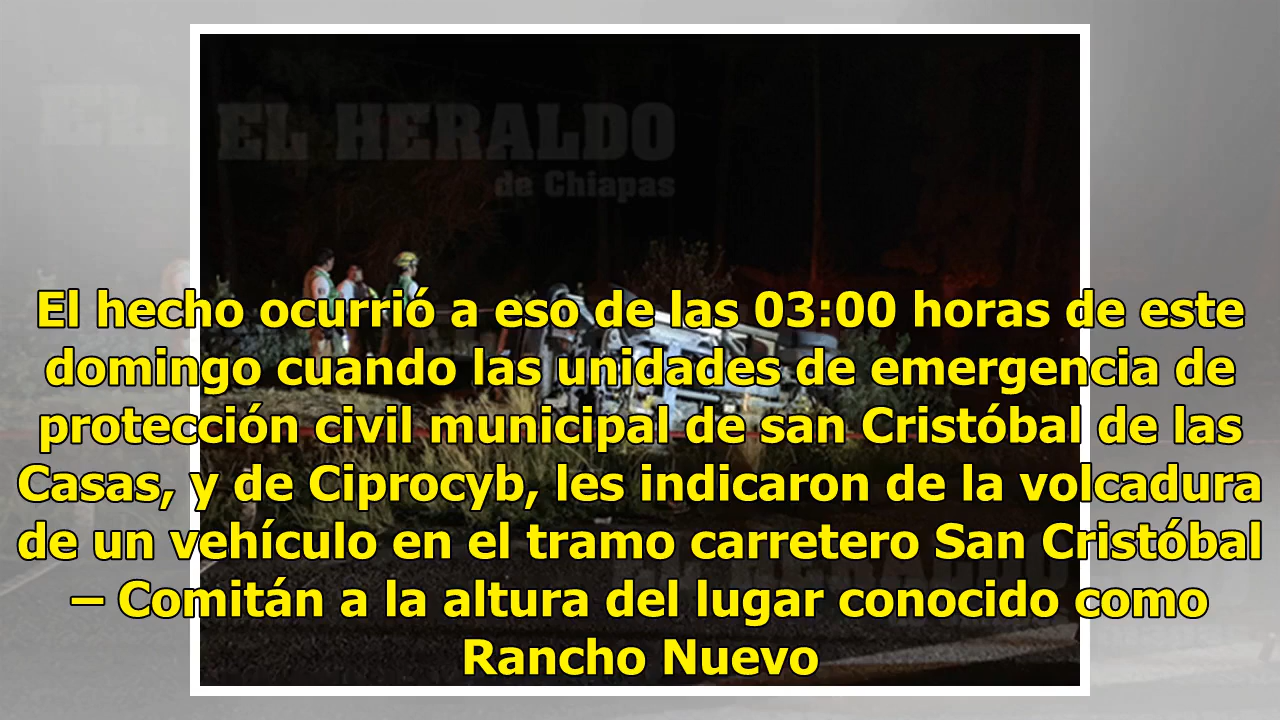 EL HERALDO
de Chiapas
El hecho ocurrió a eso de las 03:00 horas de este
domingo cuando las unidades de emergencia de
protección civil municipal de san Cristóbal de las
Casas, y de Ciprocyb, les indicaron de la volcadura
de un vehículo en el tramo carretero San Cristóbal
– Comitán a la altura del lugar conocido como
Rancho Nuevo